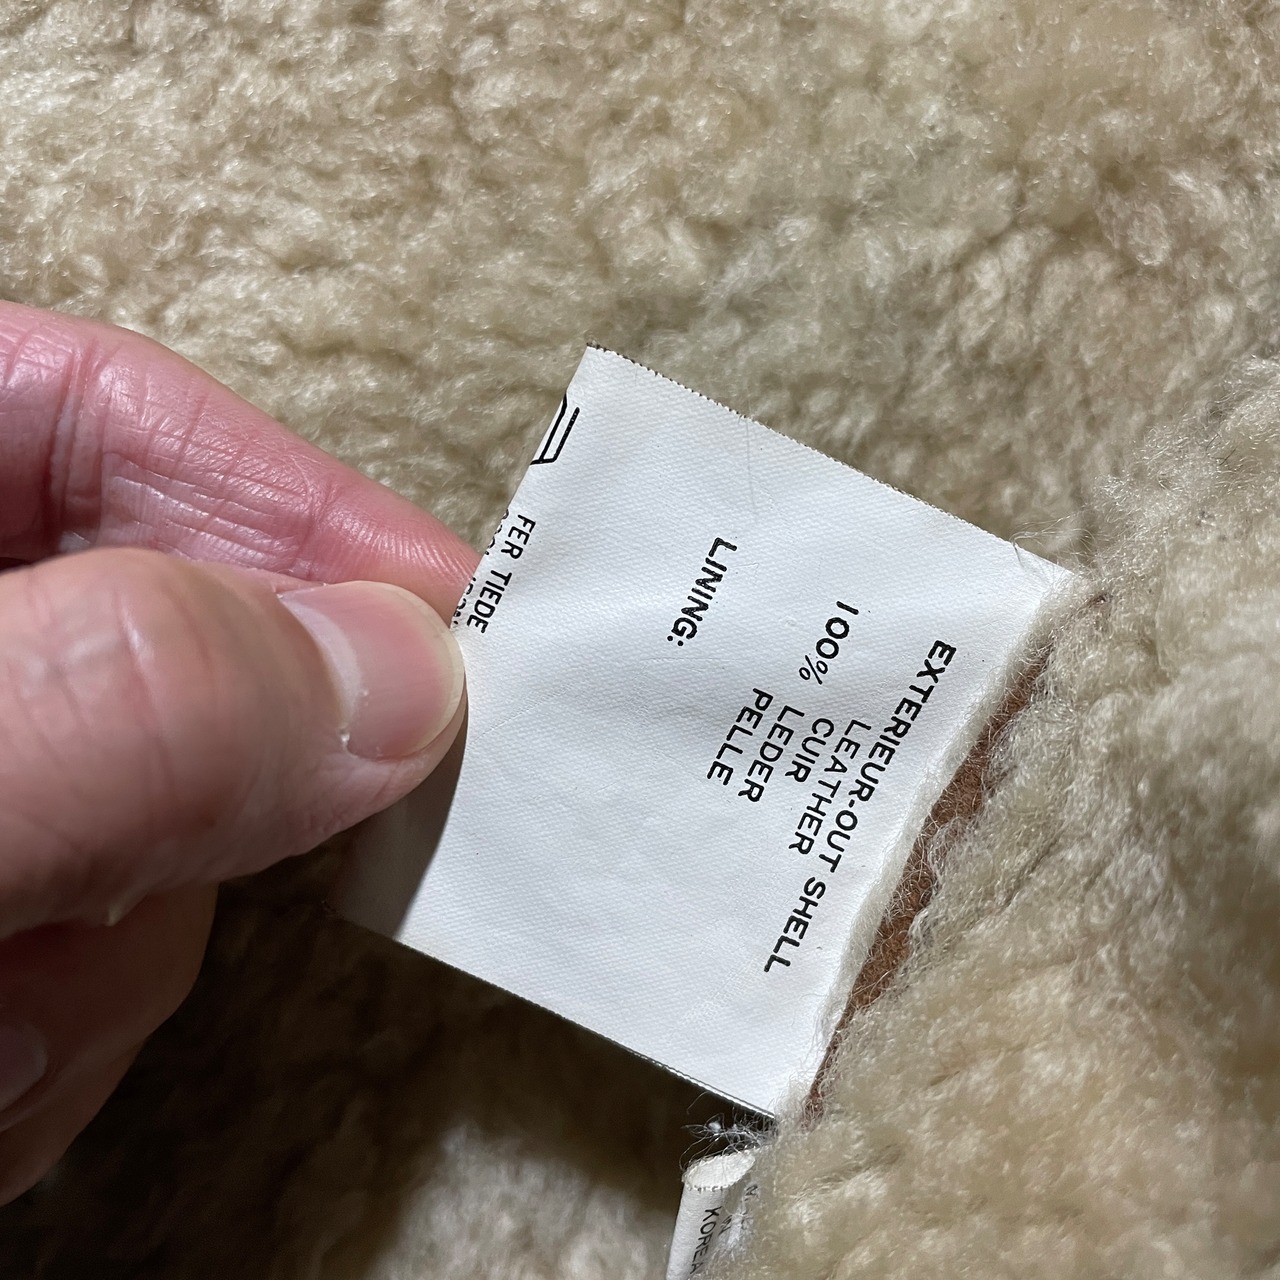 EXTERIEUR-OUT SHELL
LEATHER
100% CUIR
LEDER
PELLE
LINING:
FER TIEDE
KOREA